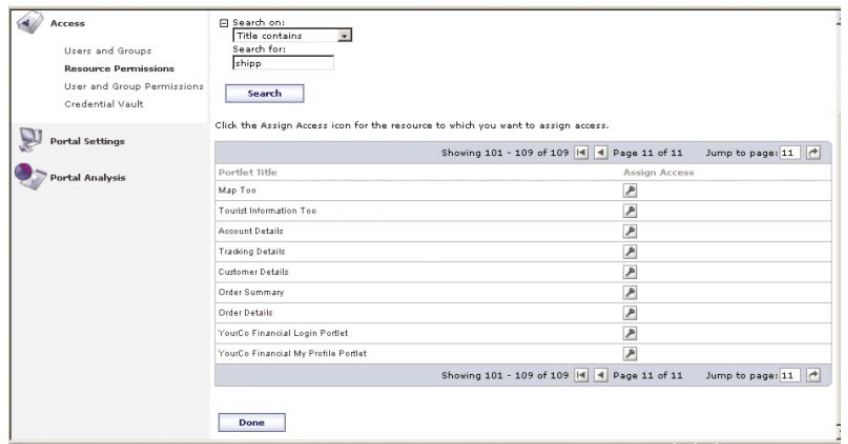 Access
Users and Groups
Resource Permissions
User and Group Permissions
Credential Vault
Portal Settings
Portal Analysis
Search on:
Title contains
Search for:
shipp
Search
Click the Assign Access icon for the resource to which you want to assign access.
Showing 101 - 109 of 109 Page 11 of 11 Jump to page: 11
Portlet Title Assign Access
Map Too
Tourist Information Too
Account Details
Tracking Details
Customer Details
Order Summary
Order Details
YourCo Financial Login Portlet
YourCo Financial My Profile Portlet
Showing 101 - 109 of 109 Page 11 of 11 Jump to page: 11
Done